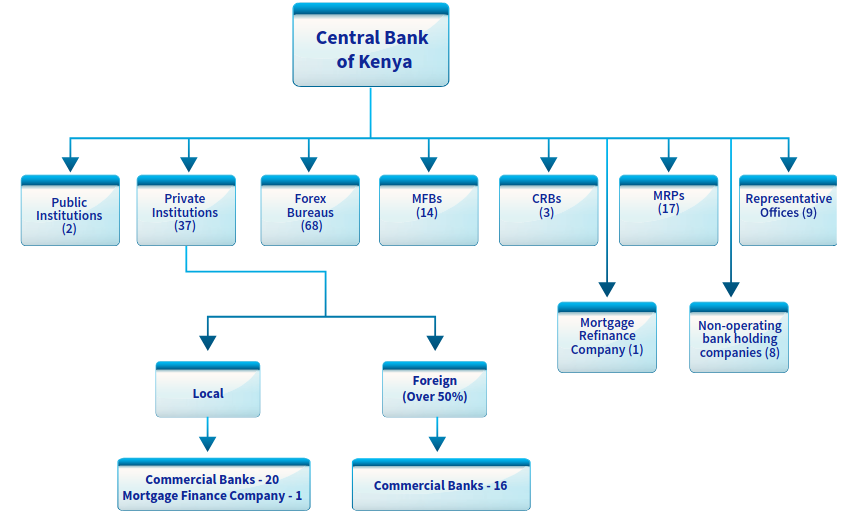 Central Bank
of Kenya
Public
Institutions
(2)
Private
Institutions
(37)
Forex
Bureaus
(68)
MFBs
(14)
CRBs
(3)
MRPs
(17)
Representative
Offices (9)
Mortgage
Refinance
Company (1)
Non-operating
bank holding
companies (8)
Local
Foreign
(Over 50%)
Commercial Banks - 20
Mortgage Finance Company - 1
Commercial Banks - 16